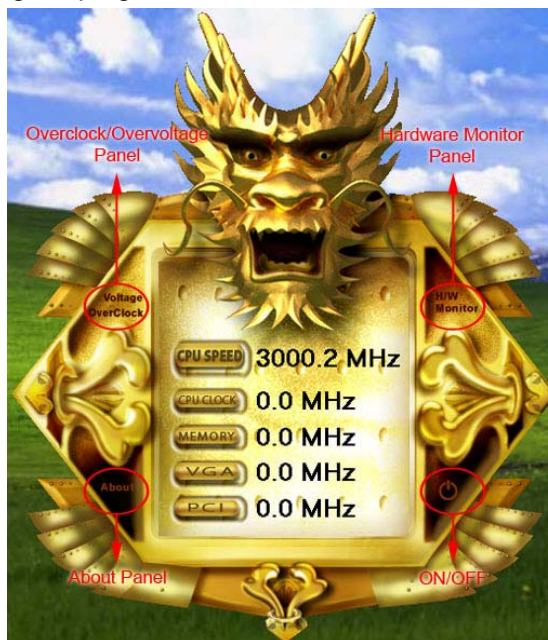 Overclock/Overvoltage
Panel
Hardware Monitor
Panel
Voltage
OverClock
H/W
Monitor
CPU SPEED 3000.2 MHz
CPU CLOCK 0.0 MHz
MEMORY 0.0 MHz
VGA 0.0 MHz
PCI 0.0 MHz
About
About Panel
ON/OFF